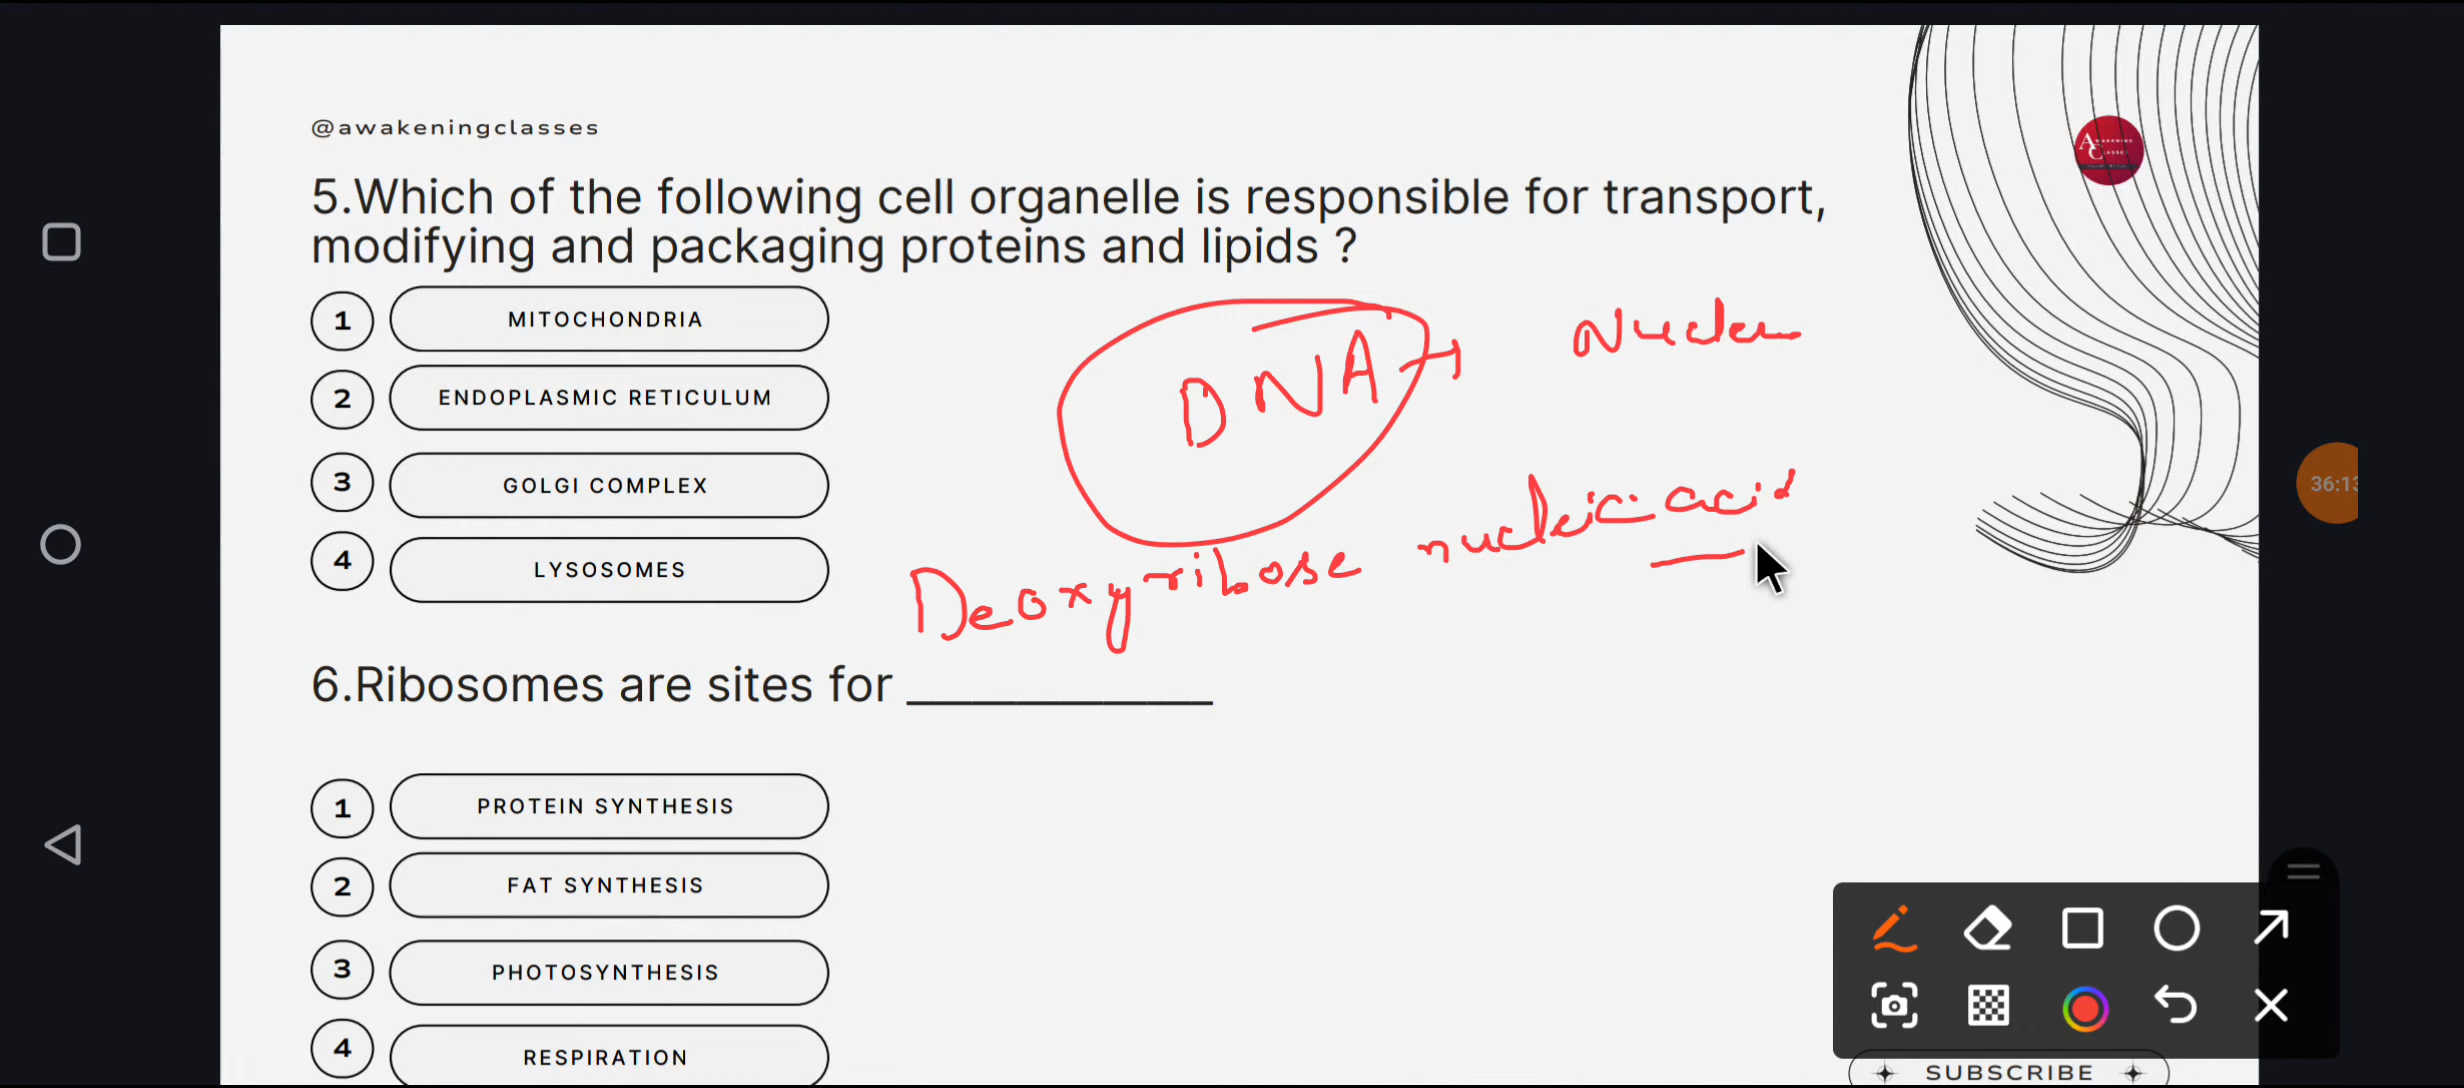 @awakeningclasses
5.Which of the following cell organelle is responsible for transport,
modifying and packaging proteins and lipids ?
1 MITOCHONDRIA
2 ENDOPLASMIC RETICULUM
3 GOLGI COMPLEX
4 LYSOSOMES
DNA
Deoxyribose nucleic acid
36:13
6.Ribosomes are sites for ____________
1 PROTEIN SYNTHESIS
2 FAT SYNTHESIS
3 PHOTOSYNTHESIS
4 RESPIRATION
SUBSCRIBE